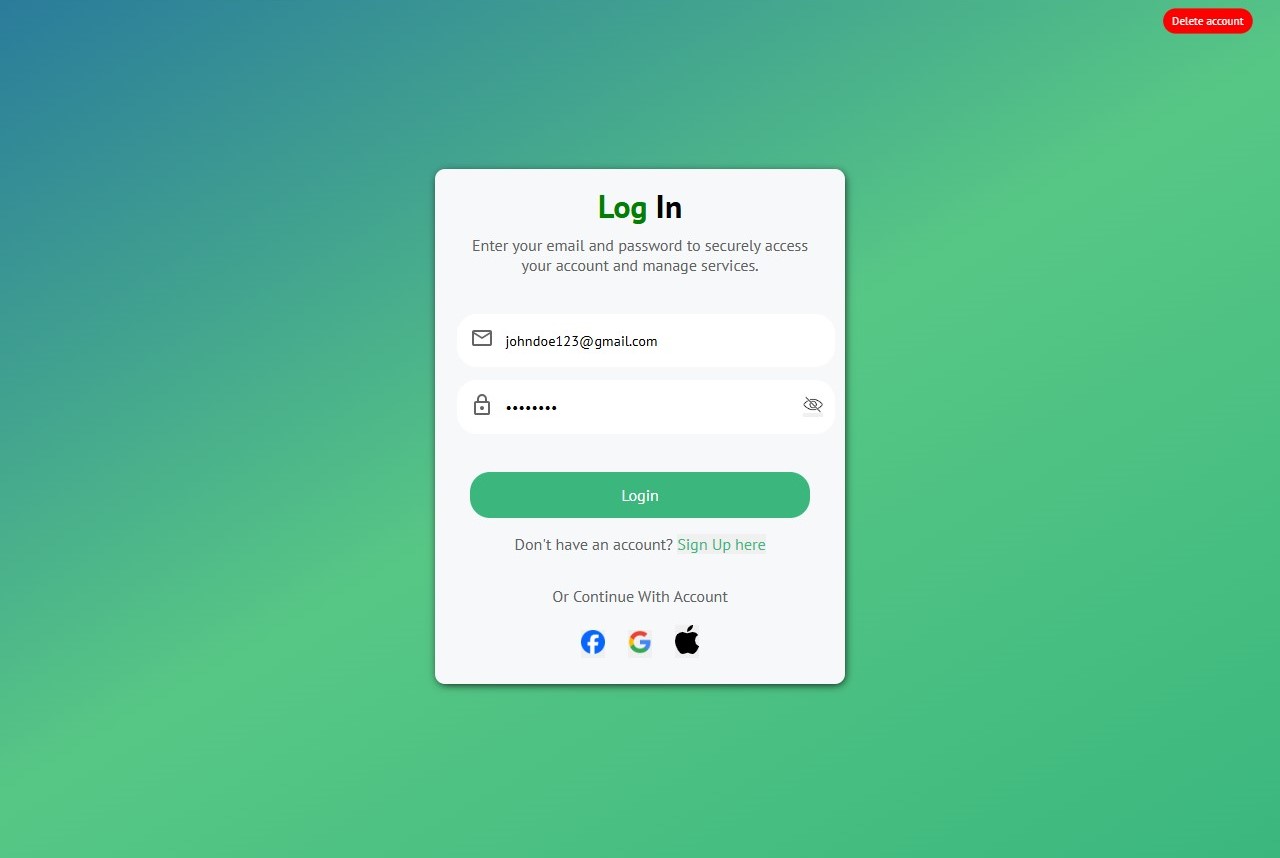 Delete account
Log In
Enter your email and password to securely access
your account and manage services.
johndoe123@gmail.com
••••••••
Login
Don't have an account? Sign Up here
Or Continue With Account